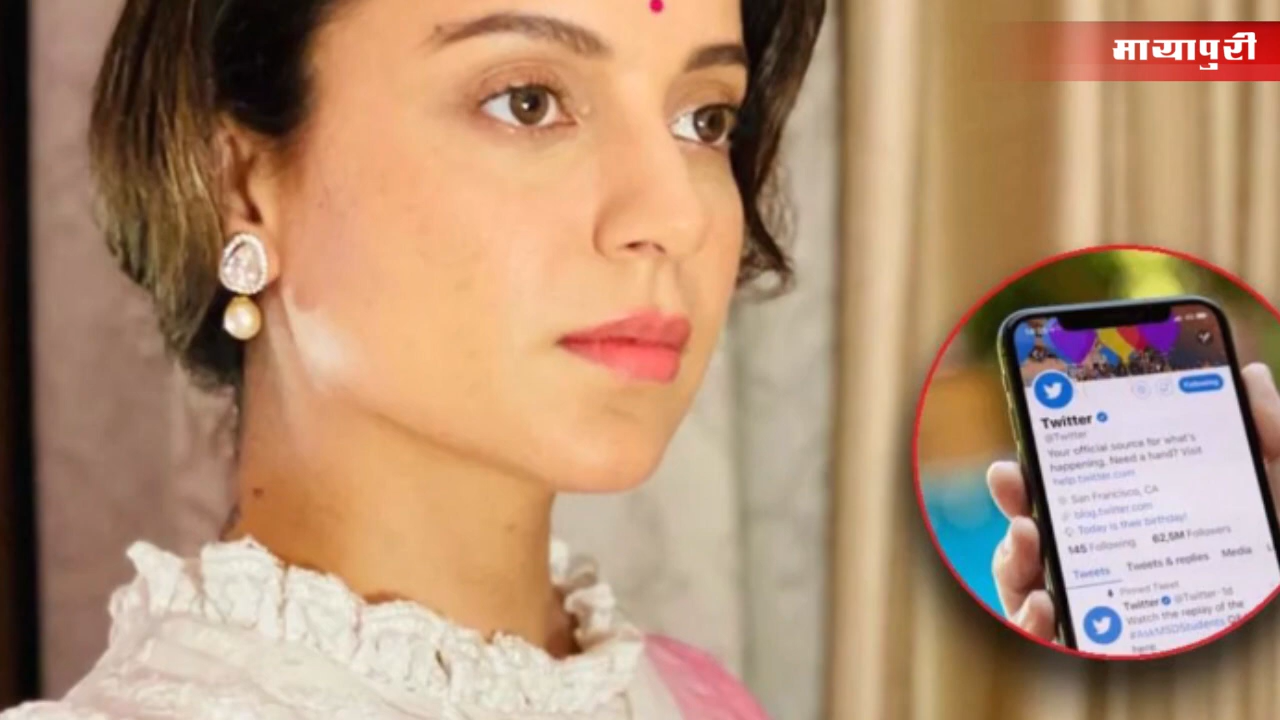 मायापुरी
Following
Twitter
@Twitter
Your official source for what's
happening. Need a hand? Visit
help.twitter.com
San Francisco, CA
blog.twitter.com
Today is their birthday!
145 Following 62.5M Followers
Tweets Tweets & replies Media L
Pinned Tweet
Twitter @Twitter·1d
Watch the replay of the
#AskMSDStudents
here